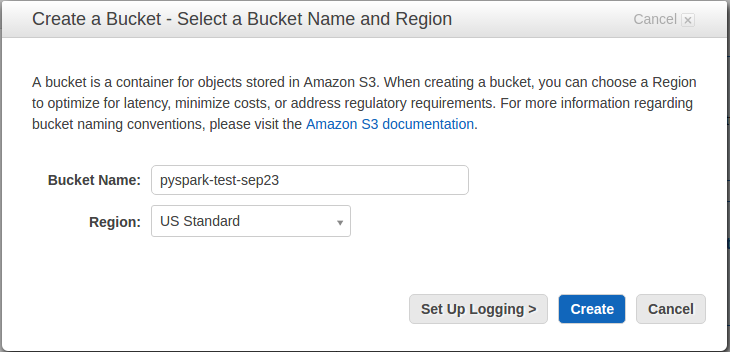 Create a Bucket - Select a Bucket Name and Region
Cancel
A bucket is a container for objects stored in Amazon S3. When creating a bucket, you can choose a Region
to optimize for latency, minimize costs, or address regulatory requirements. For more information regarding
bucket naming conventions, please visit the Amazon S3 documentation.
Bucket Name: pyspark-test-sep23
Region: US Standard
Set Up Logging > Create Cancel